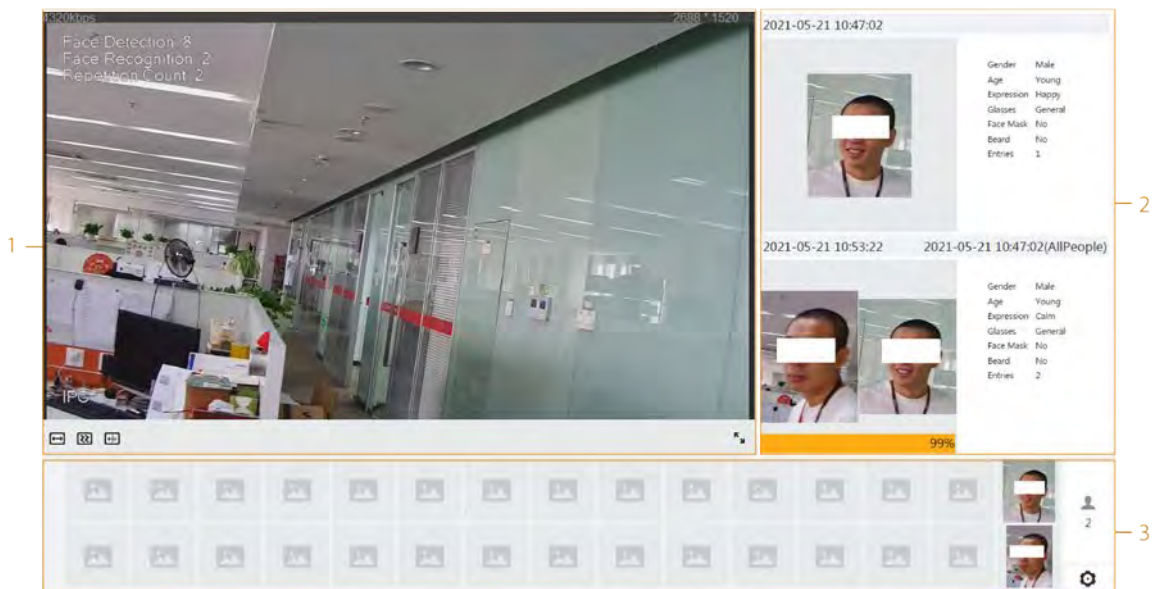 4320kbps
2688 * 1520
Face Detection 8
Face Recognition 2
Repetition Count 2
IPC
1
2021-05-21 10:47:02
Gender Male
Age Young
Expression Happy
Glasses General
Face Mask No
Beard No
Entries 1
2
2021-05-21 10:53:22 2021-05-21 10:47:02(AllPeople)
Gender Male
Age Young
Expression Calm
Glasses General
Face Mask No
Beard No
Entries 2
99%
2
3